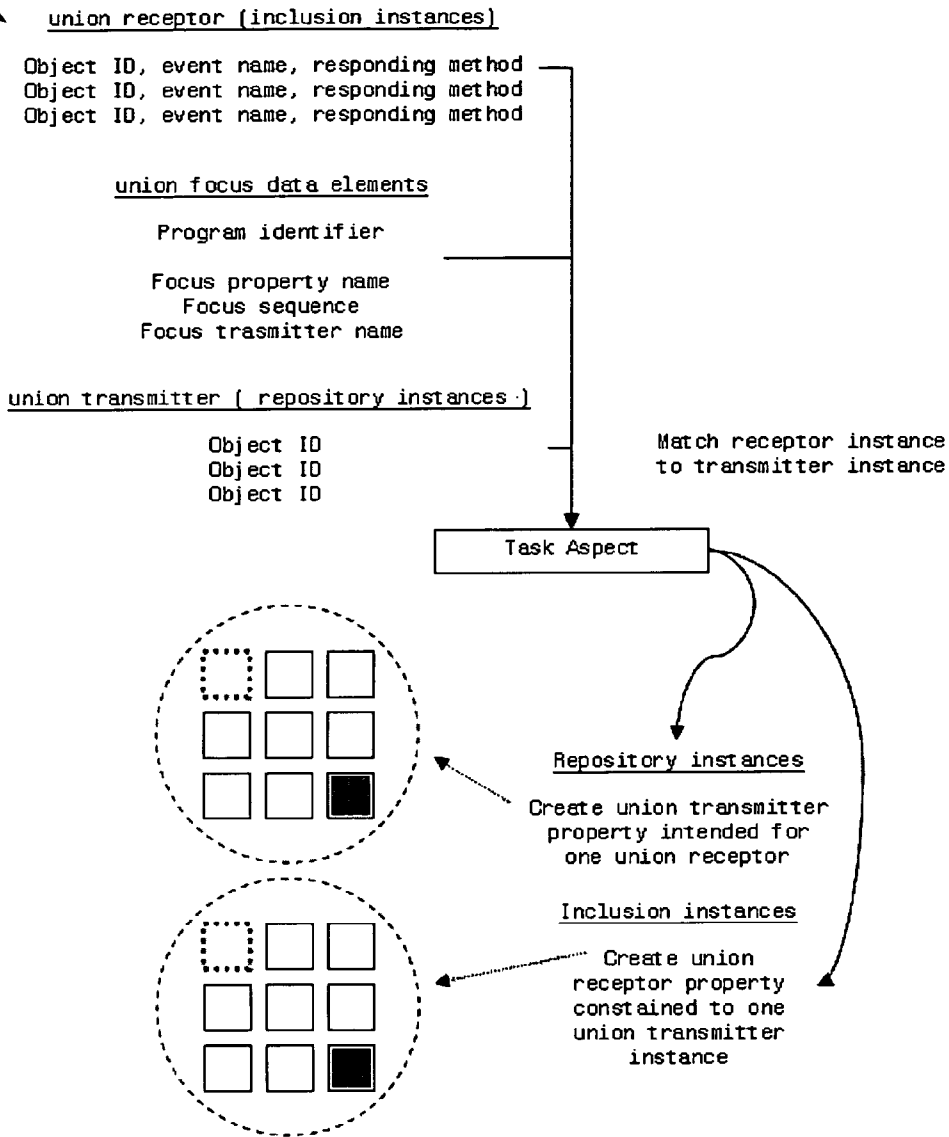 union receptor (inclusion instances)
Object ID, event name, responding method
Object ID, event name, responding method
Object ID, event name, responding method
union focus data elements
Program identifier
Focus property name
Focus sequence
Focus trasmitter name
union transmitter ( repository instances )
Object ID
Object ID
Object ID
Match receptor instance
to transmitter instance
Task Aspect
Repository instances
Create union transmitter
property intended for
one union receptor
Inclusion instances
Create union
receptor property
constained to one
union transmitter
instance